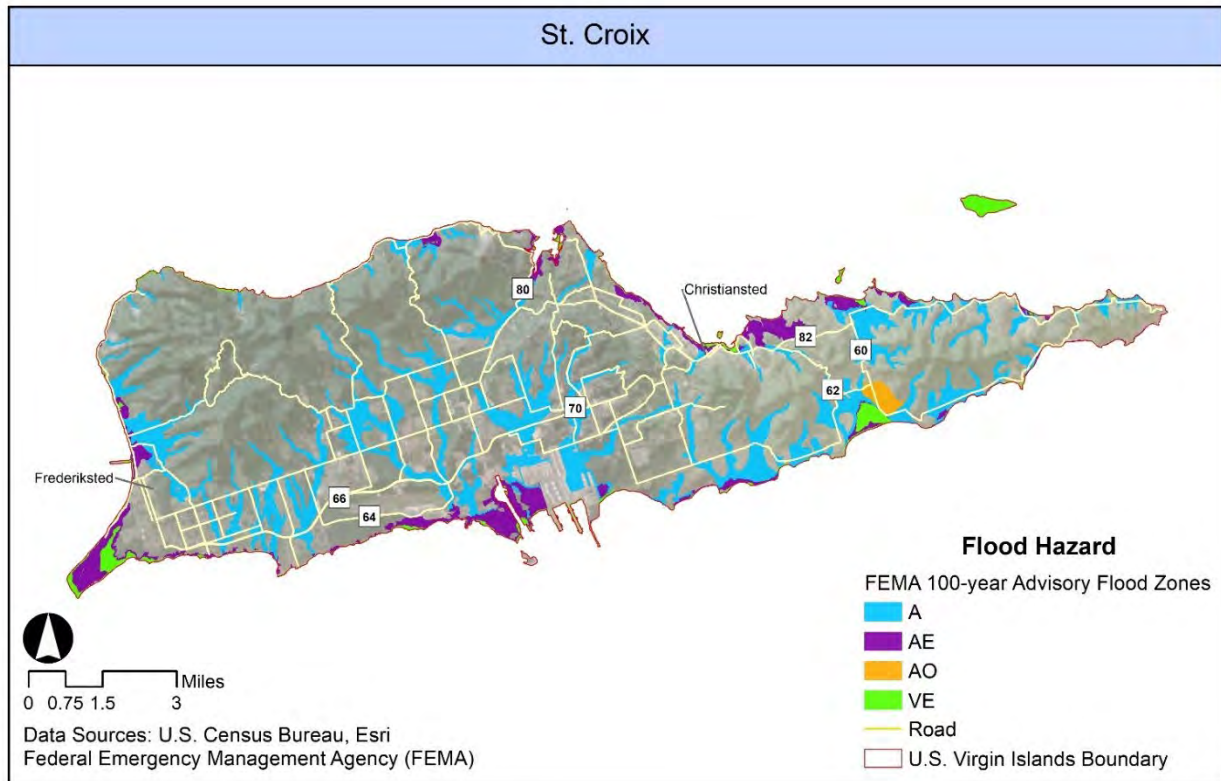 St. Croix
Christiansted
80
82
60
62
70
Frederiksted
66
64
Flood Hazard
FEMA 100-year Advisory Flood Zones
A
AE
AO
VE
Road
U.S. Virgin Islands Boundary
Miles
0 0.75 1.5 3
Data Sources: U.S. Census Bureau, Esri
Federal Emergency Management Agency (FEMA)